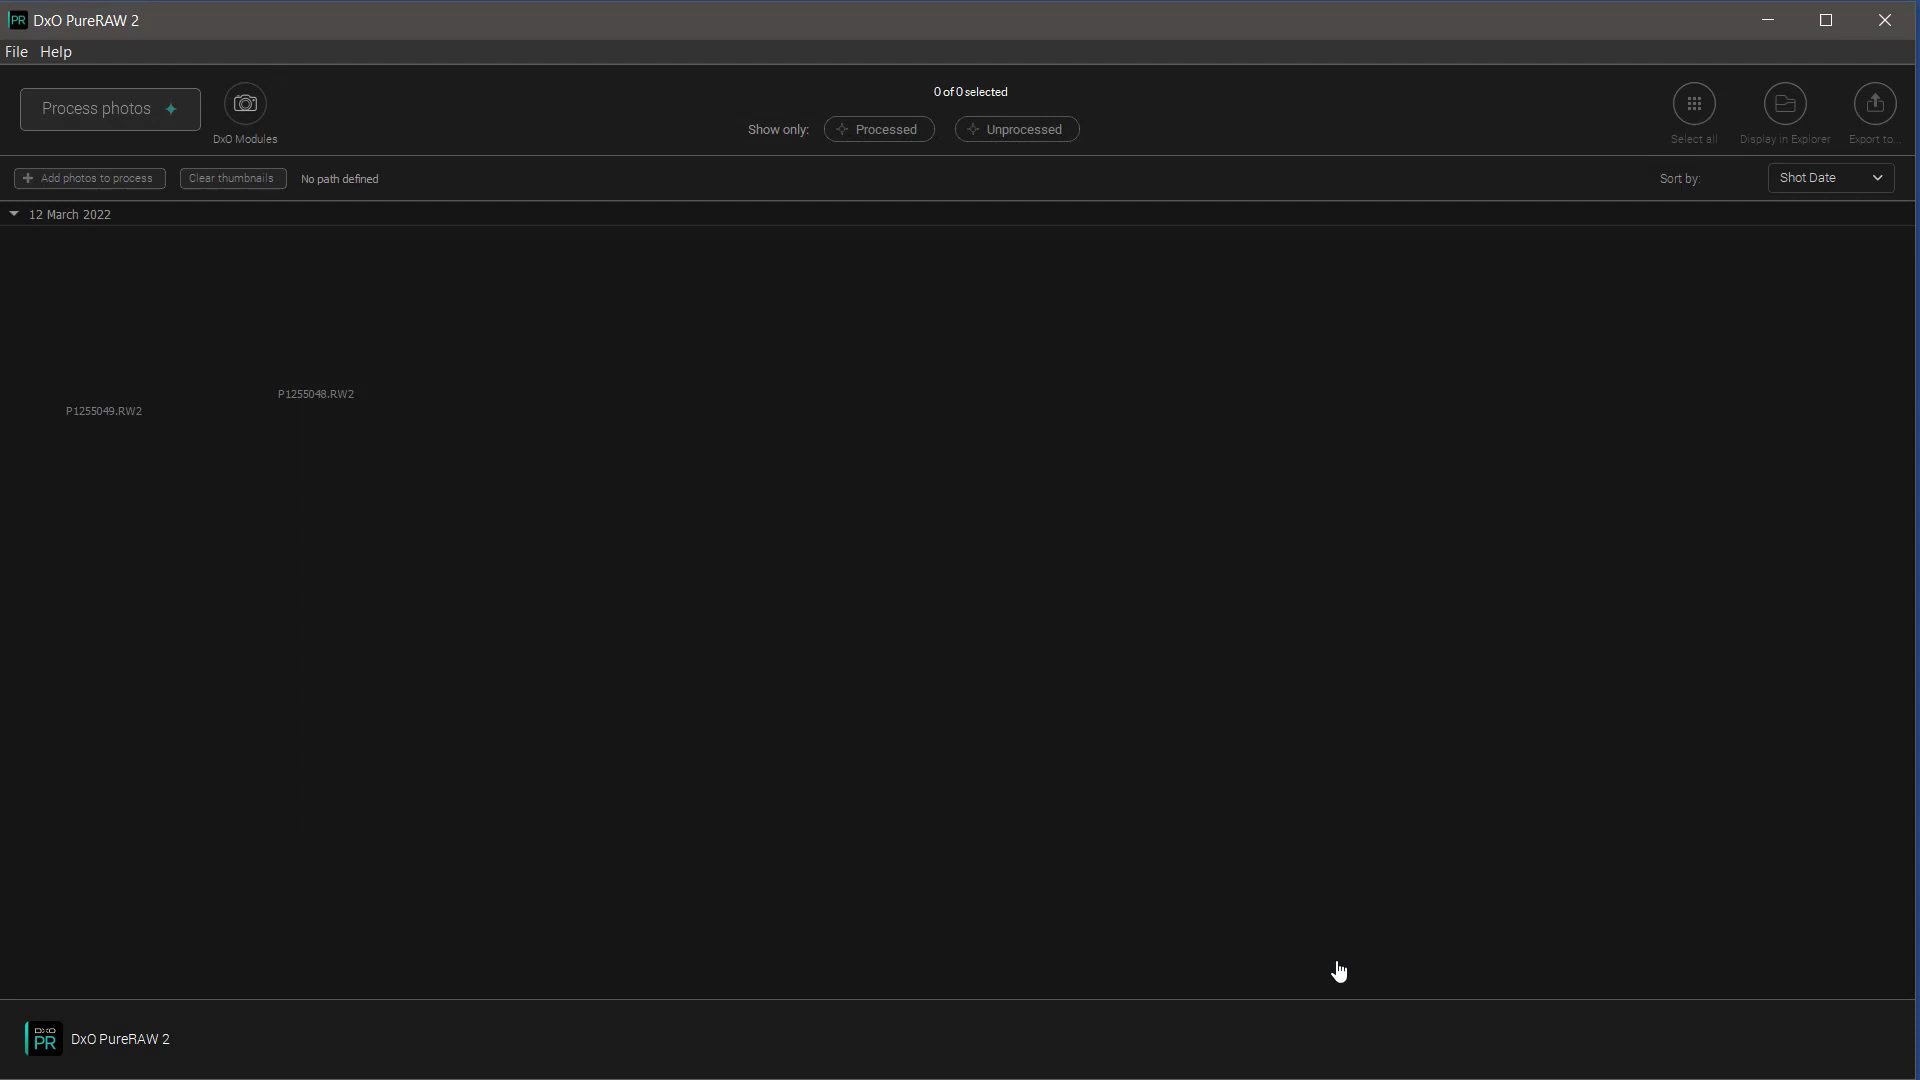 PR DxO PureRAW 2
File Help
Process photos
DxO Modules
0 of 0 selected
Show only: Processed Unprocessed
Select all Display in Explorer Export to...
Add photos to process Clear thumbnails No path defined
Sort by: Shot Date
12 March 2022
P1255048.RW2
P1255049.RW2
DxO PR DxO PureRAW 2